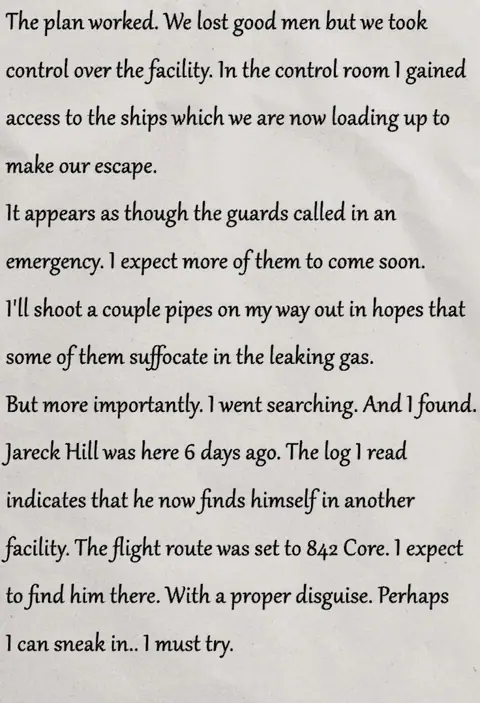 The plan worked. We lost good men but we took
control over the facility. In the control room I gained
access to the ships which we are now loading up to
make our escape.
It appears as though the guards called in an
emergency. I expect more of them to come soon.
I'll shoot a couple pipes on my way out in hopes that
some of them suffocate in the leaking gas.
But more importantly. I went searching. And I found.
Jareck Hill was here 6 days ago. The log I read
indicates that he now finds himself in another
facility. The flight route was set to 842 Core. I expect
to find him there. With a proper disguise. Perhaps
I can sneak in.. I must try.